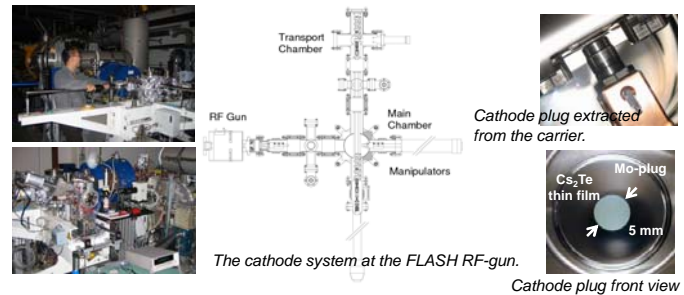 Transport
Chamber
RF Gun
Main
Chamber
Manipulators
The cathode system at the FLASH RF-gun.
Cathode plug extracted
from the carrier.
Mo-plug
Cs₂Te
thin film
5 mm
Cathode plug front view